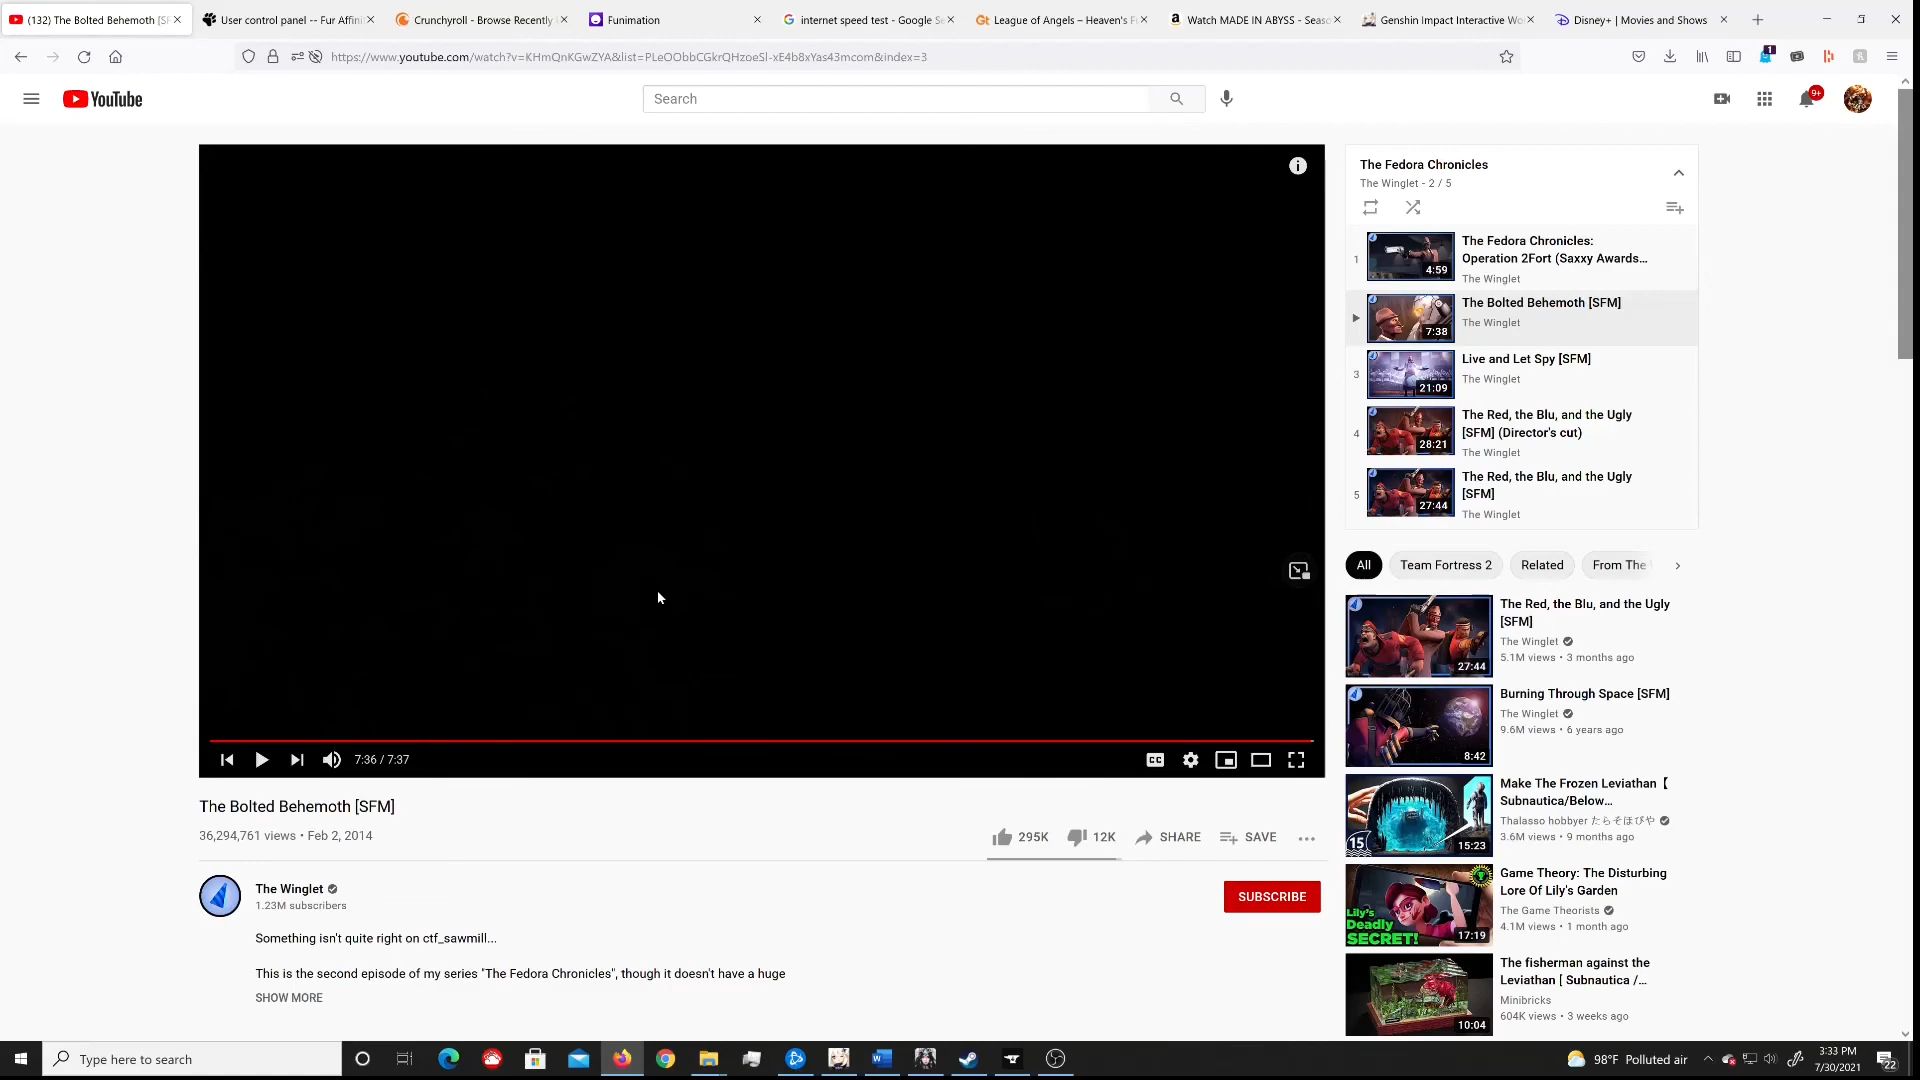 (132) The Bolted Behemoth [SF
User control panel -- Fur Affini
Crunchyroll - Browse Recently
Funimation
internet speed test - Google Se
League of Angels – Heaven's F
Watch MADE IN ABYSS - Seaso
Genshin Impact Interactive Wo
Disney+ | Movies and Shows
https://www.youtube.com/watch?v=KHmQnKGwZYA&list=PLeOObbCGkrQHzoeSl-xE4b8xYas43mcom&index=3
1
YouTube
Search
9+
7:36 / 7:37
CC
The Bolted Behemoth [SFM]
36,294,761 views • Feb 2, 2014
295K
12K
SHARE
SAVE
The Winglet
1.23M subscribers
SUBSCRIBE
Something isn't quite right on ctf_sawmill...
This is the second episode of my series "The Fedora Chronicles", though it doesn't have a huge
SHOW MORE
The Fedora Chronicles
The Winglet - 2 / 5
1
4:59
The Fedora Chronicles:
Operation 2Fort (Saxxy Awards...
The Winglet
7:38
The Bolted Behemoth [SFM]
The Winglet
3
21:09
Live and Let Spy [SFM]
The Winglet
4
28:21
The Red, the Blu, and the Ugly
[SFM] (Director's cut)
The Winglet
5
27:44
The Red, the Blu, and the Ugly
[SFM]
The Winglet
All
Team Fortress 2
Related
From The
27:44
The Red, the Blu, and the Ugly
[SFM]
The Winglet
5.1M views • 3 months ago
8:42
Burning Through Space [SFM]
The Winglet
9.6M views • 6 years ago
15
15:23
Make The Frozen Leviathan【
Subnautica/Below...
Thalasso hobbyer たらそほびや
3.6M views • 9 months ago
Lily's
Deadly
SECRET!
17:19
Game Theory: The Disturbing
Lore Of Lily's Garden
The Game Theorists
4.1M views • 1 month ago
10:04
The fisherman against the
Leviathan [ Subnautica /...
Minibricks
604K views • 3 weeks ago
Type here to search
98°F Polluted air
3:33 PM
7/30/2021
22